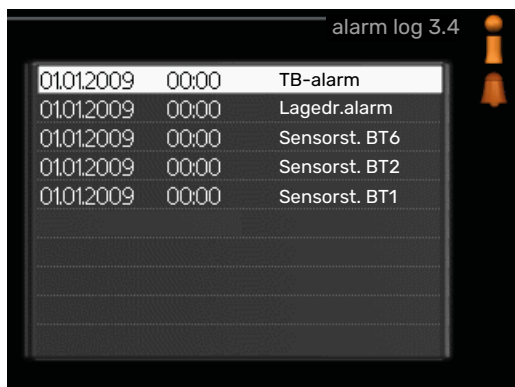 alarm log 3.4
01.01.2009 00:00 TB-alarm
01.01.2009 00:00 Lagedr.alarm
01.01.2009 00:00 Sensorst. BT6
01.01.2009 00:00 Sensorst. BT2
01.01.2009 00:00 Sensorst. BT1